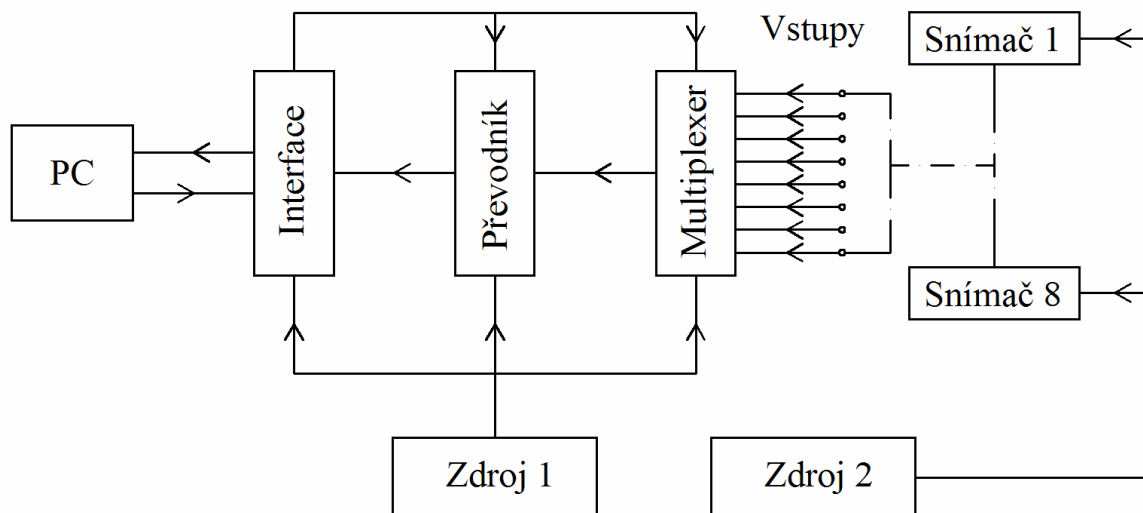 Vstupy
Snímač 1
PC
Interface
Převodník
Multiplexer
Snímač 8
Zdroj 1
Zdroj 2